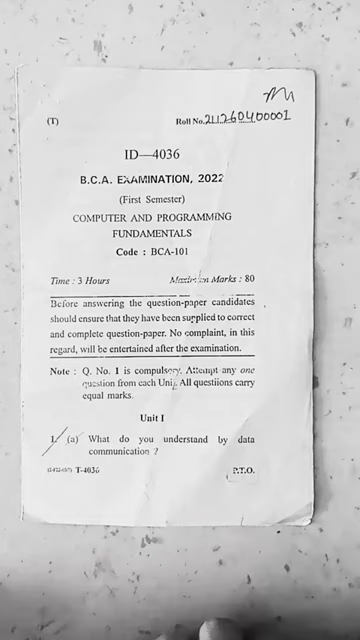 (T)
Roll No. 211260400001
ID—4036
B.C.A. EXAMINATION, 2022
(First Semester)
COMPUTER AND PROGRAMMING
FUNDAMENTALS
Code : BCA-101
Time : 3 Hours Maximum Marks : 80
Before answering the question-paper candidates
should ensure that they have been supplied to correct
and complete question-paper. No complaint, in this
regard, will be entertained after the examination.
Note : Q. No. 1 is compulsory. Attempt any one
question from each Unit. All questiions carry
equal marks.
Unit I
1. (a) What do you understand by data
communication ?
T-4036 P.T.O.